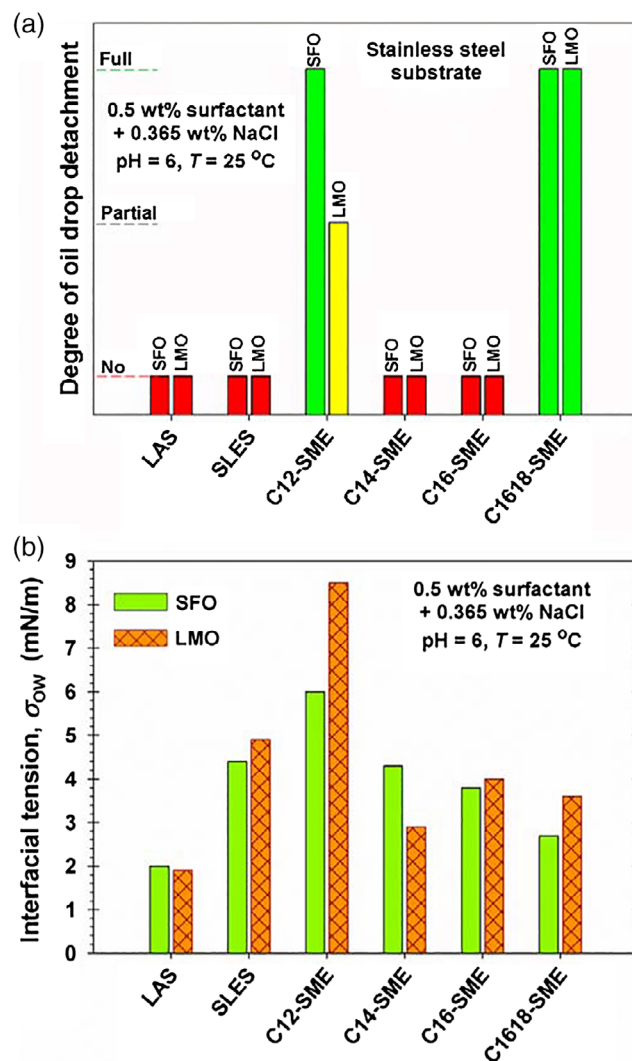 (a)
Degree of oil drop detachment
Full
Partial
No
0.5 wt% surfactant
+ 0.365 wt% NaCl
pH = 6, T = 25 °C
Stainless steel
substrate
SFO
LMO
SFO
LMO
SFO
LMO
SFO
LMO
SFO
LMO
SFO
LMO
LAS
SLES
C12-SME
C14-SME
C16-SME
C1618-SME
(b)
Interfacial tension, σOW (mN/m)
9
8
7
6
5
4
3
2
1
0
SFO
LMO
0.5 wt% surfactant
+ 0.365 wt% NaCl
pH = 6, T = 25 °C
LAS
SLES
C12-SME
C14-SME
C16-SME
C1618-SME